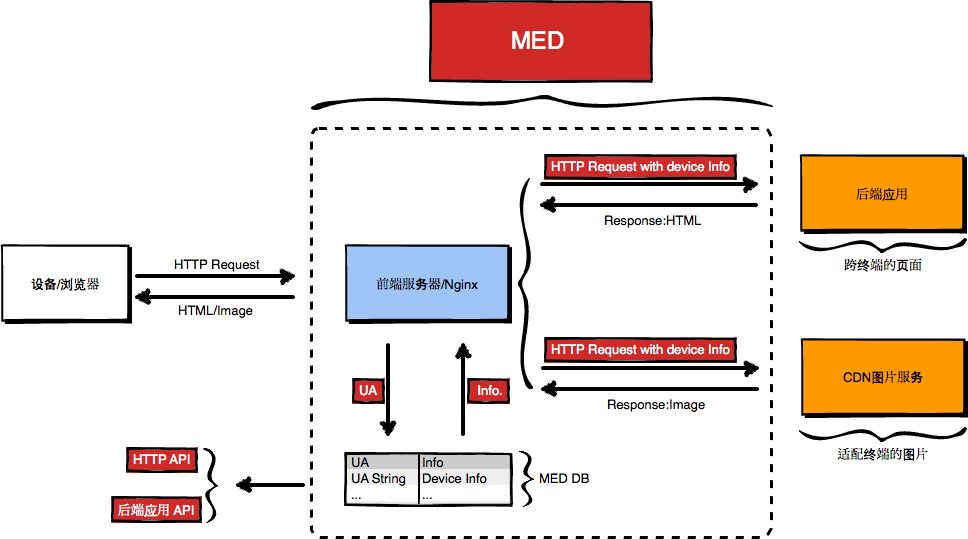 MED
HTTP Request with device Info
后端应用
Response:HTML
跨终端的页面
设备/浏览器
HTTP Request
HTML/Image
前端服务器/Nginx
HTTP Request with device Info
CDN图片服务
Response:Image
适配终端的图片
UA
Info.
UA Info
UA String Device Info
... ...
MED DB
HTTP API
后端应用 API